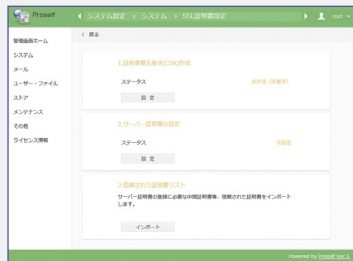 Proself
システム設定 › システム › SSL証明書設定
root
管理画面ホーム
システム
メール
ユーザー・ファイル
ストア
メンテナンス
その他
ライセンス情報
戻る
1.証明書署名要求(CSR)作成
ステータス
未作成（未設定）
設 定
2.サーバー証明書の設定
ステータス
未設定
設 定
3.信頼された証明書リスト
サーバー証明書の登録に必要な中間証明書等、信頼された証明書をインポート
します。
インポート
Powered by Proself Ver.5